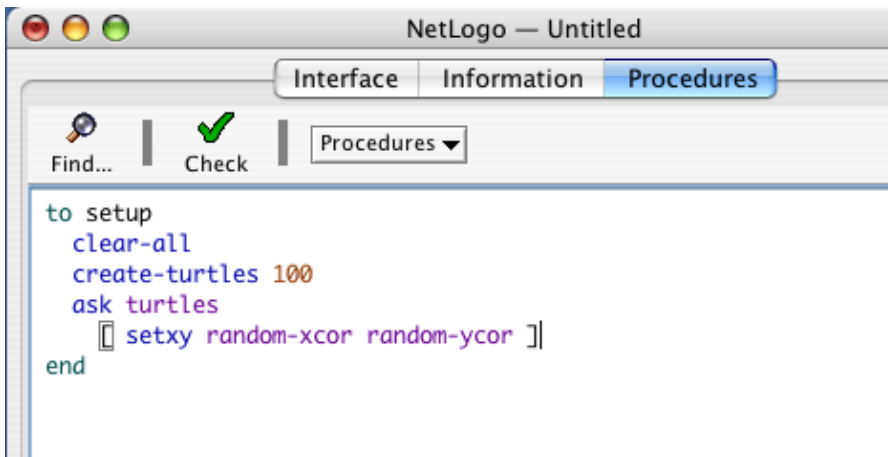 NetLogo — Untitled
Interface Information Procedures
Find... Check Procedures
to setup
clear-all
create-turtles 100
ask turtles
[ setxy random-xcor random-ycor ]
end